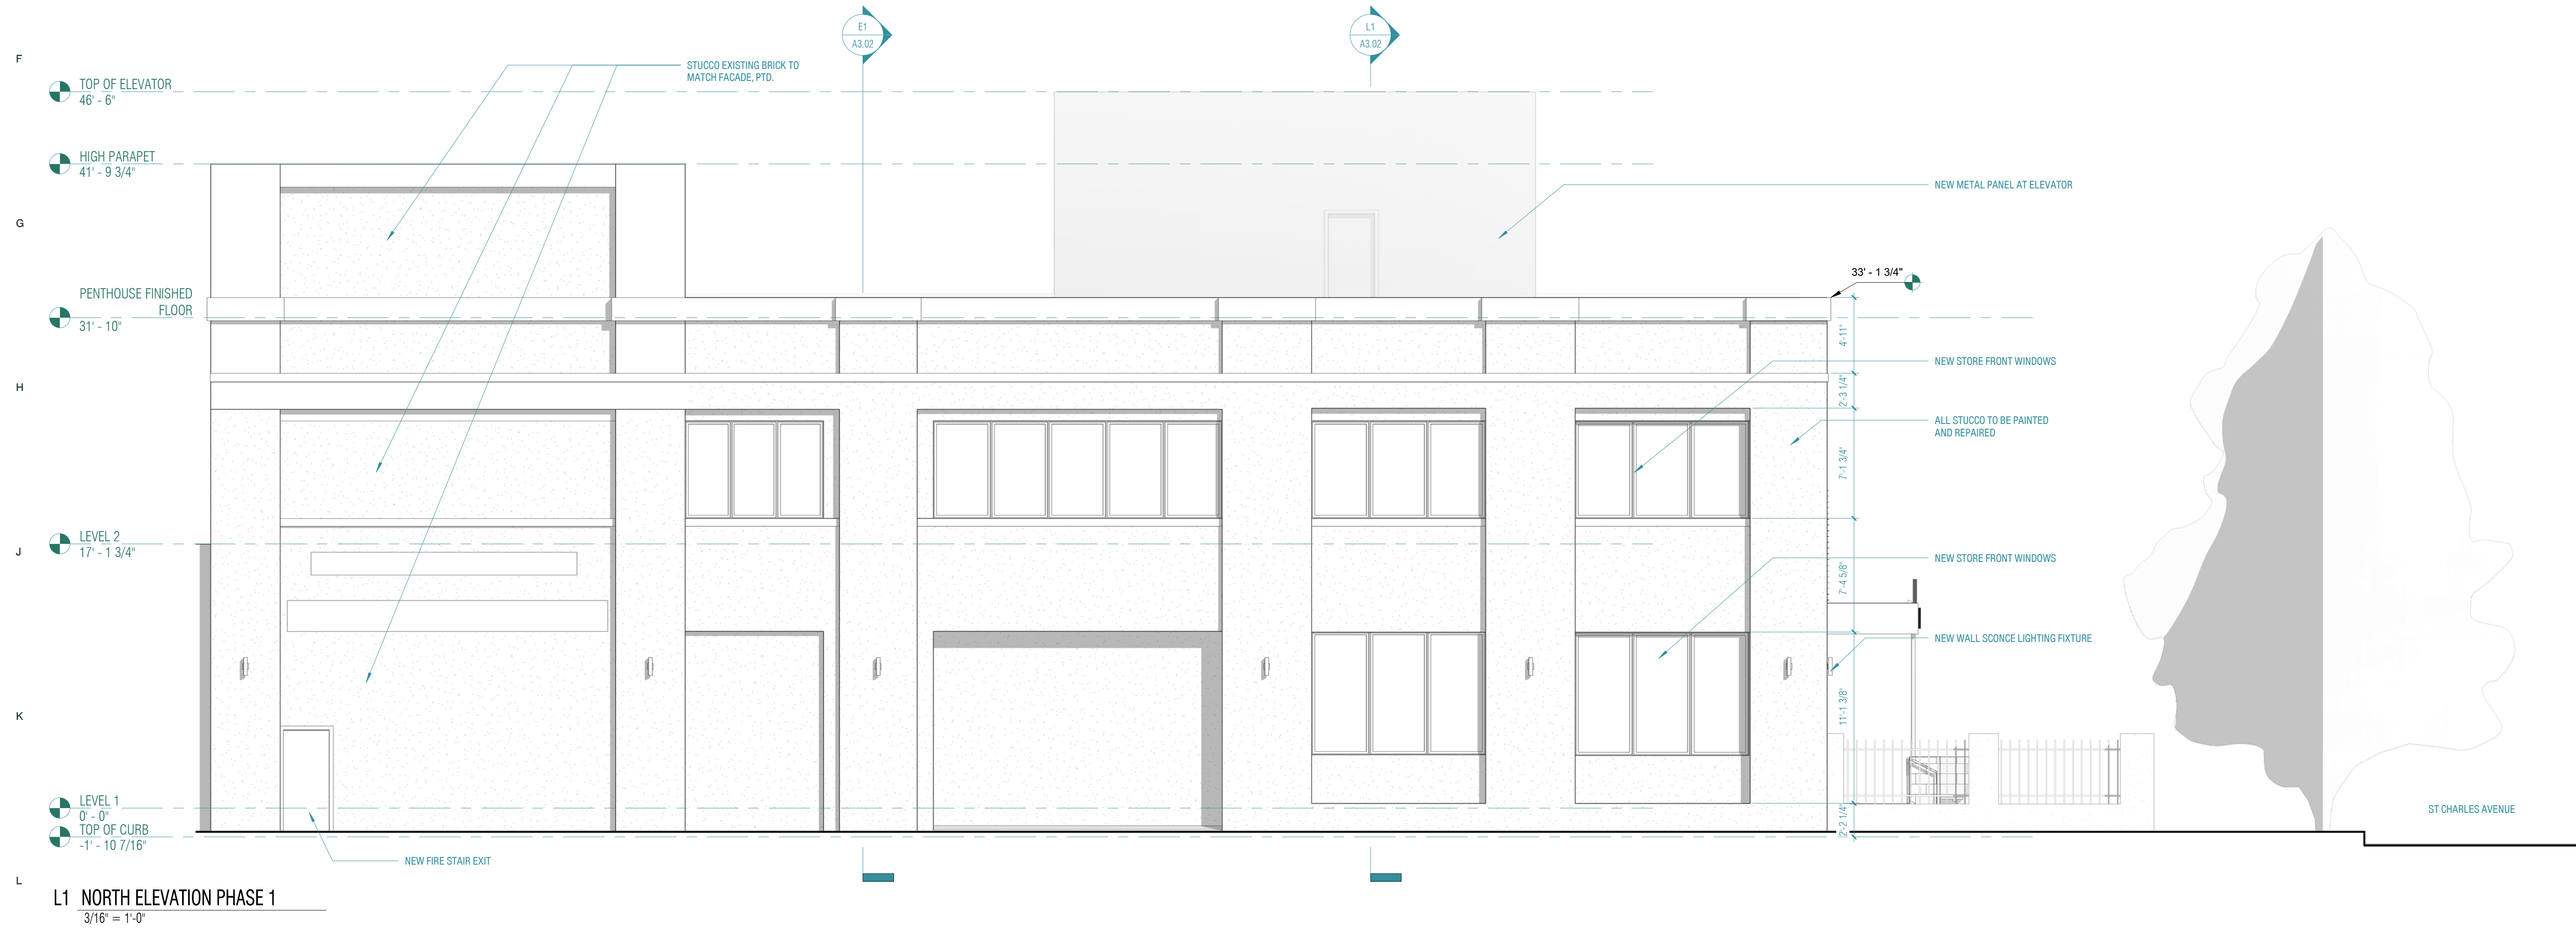 E1
A3.02
L1
A3.02
F
STUCCO EXISTING BRICK TO
MATCH FACADE, PTD.
TOP OF ELEVATOR
46' - 6"
HIGH PARAPET
41' - 9 3/4"
NEW METAL PANEL AT ELEVATOR
G
33' - 1 3/4"
PENTHOUSE FINISHED
FLOOR
31' - 10"
4'-11"
NEW STORE FRONT WINDOWS
H
2'-3 1/4"
ALL STUCCO TO BE PAINTED
AND REPAIRED
7'-1 3/4"
LEVEL 2
17' - 1 3/4"
J
NEW STORE FRONT WINDOWS
7'-4 5/8"
NEW WALL SCONCE LIGHTING FIXTURE
K
11'-1 3/8"
LEVEL 1
0' - 0"
ST CHARLES AVENUE
2'-2 1/4"
TOP OF CURB
-1' - 10 7/16"
NEW FIRE STAIR EXIT
L
L1 NORTH ELEVATION PHASE 1
3/16" = 1'-0"